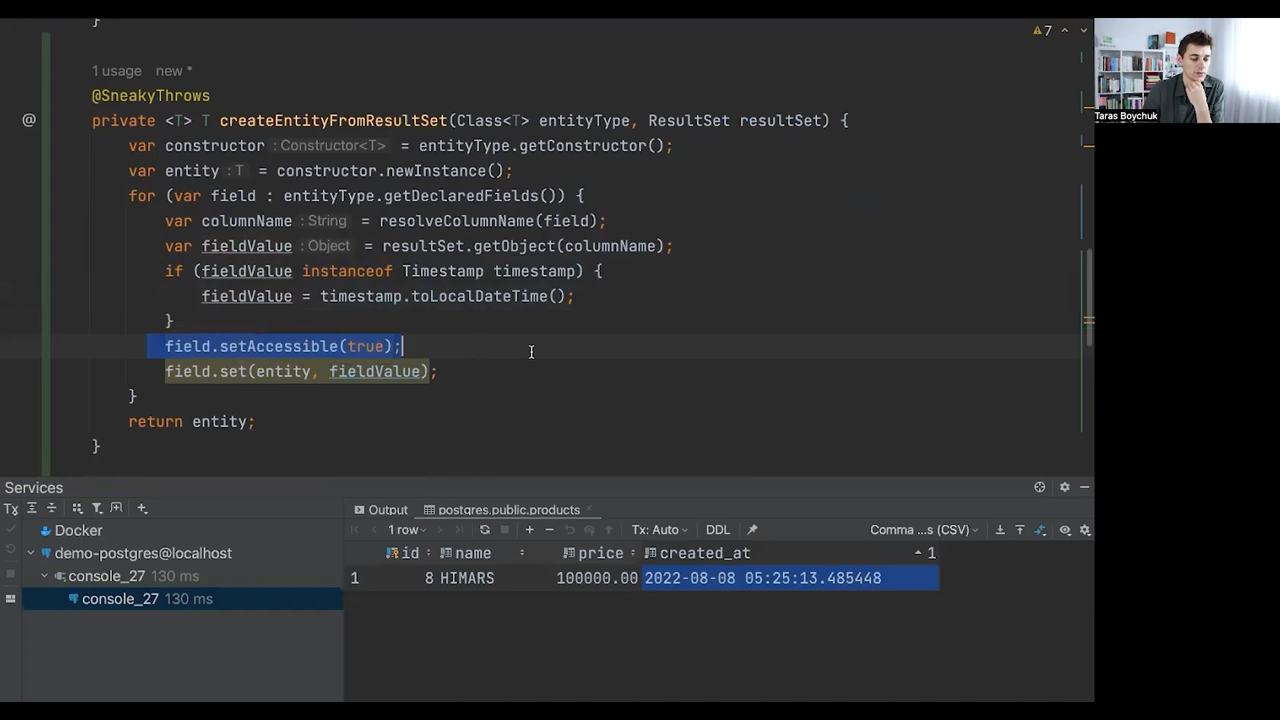 }
7
1 usage new *
@SneakyThrows
private <T> T createEntityFromResultSet(Class<T> entityType, ResultSet resultSet) {
var constructor : Constructor<T> = entityType.getConstructor();
var entity : T = constructor.newInstance();
for (var field : entityType.getDeclaredFields()) {
var columnName : String = resolveColumnName(field);
var fieldValue : Object = resultSet.getObject(columnName);
if (fieldValue instanceof Timestamp timestamp) {
fieldValue = timestamp.toLocalDateTime();
}
field.setAccessible(true);
field.set(entity, fieldValue);
}
return entity;
}
Taras Boychuk
Services
Tx
Docker
demo-postgres@localhost
console_27 130 ms
console_27 130 ms
Output postgres.public.products
1 row Tx: Auto DDL Comma ...s (CSV)
id name price created_at 1
1 8 HIMARS 100000.00 2022-08-08 05:25:13.485448